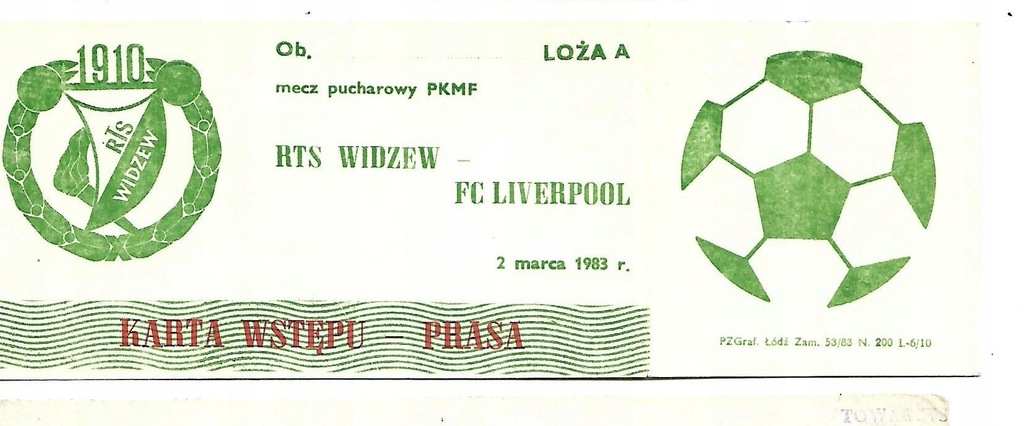 1910
RTS
WIDZEW
Ob. LOŻA A
mecz pucharowy PKMF
RTS WIDZEW –
FC LIVERPOOL
2 marca 1983 r.
KARTA WSTĘPU – PRASA
PZGraf. Łódź Zam. 53/83 N. 200 L-6/10